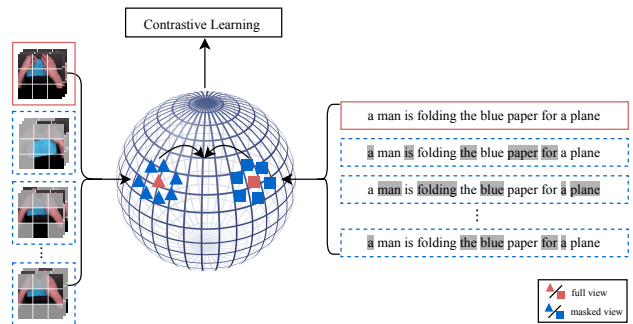 Contrastive Learning
a man is folding the blue paper for a plane
a man is folding the blue paper for a plane
a man is folding the blue paper for a plane
a man is folding the blue paper for a plane
full view
masked view